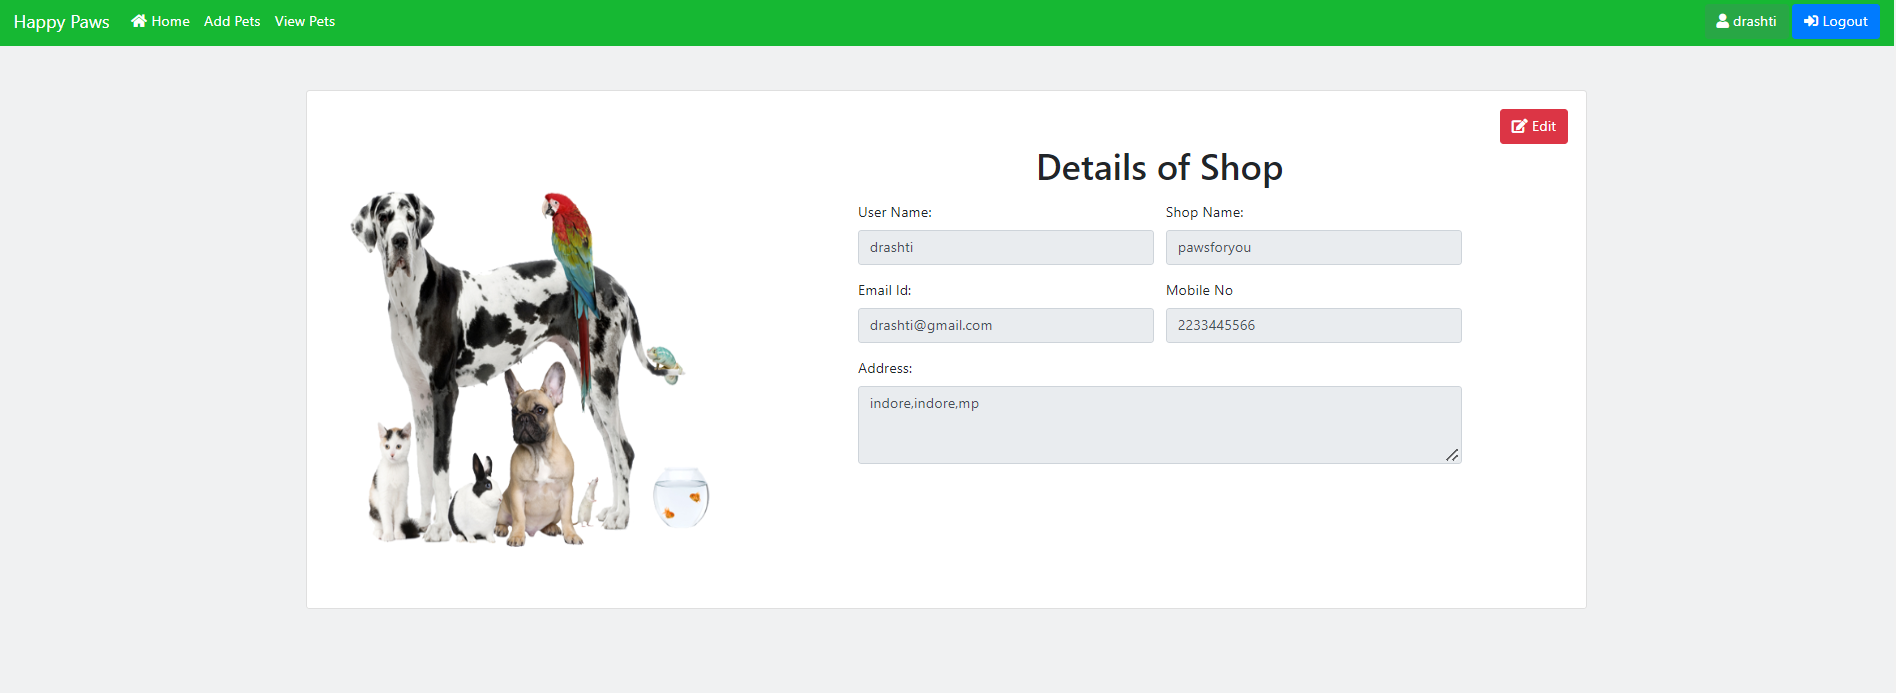 Happy Paws Home Add Pets View Pets drashti Logout
Edit
Details of Shop
User Name: Shop Name:
drashti pawsforyou
Email Id: Mobile No
drashti@gmail.com 2233445566
Address:
indore,indore,mp